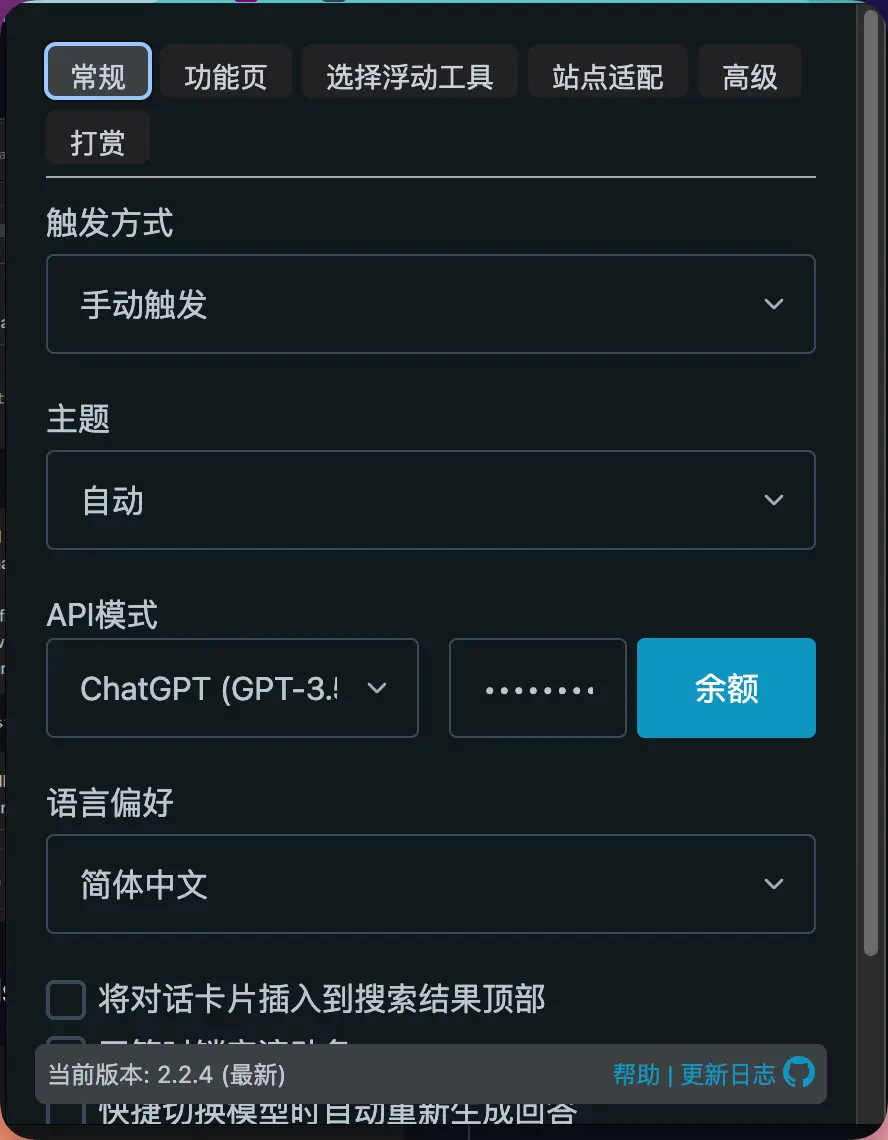 常规 功能页 选择浮动工具 站点适配 高级
打赏
触发方式
手动触发
主题
自动
API模式
ChatGPT (GPT-3. •••••••• 余额
语言偏好
简体中文
将对话卡片插入到搜索结果顶部
当前版本: 2.2.4 (最新) 帮助 | 更新日志
快捷切换模型时自动重新生成回答